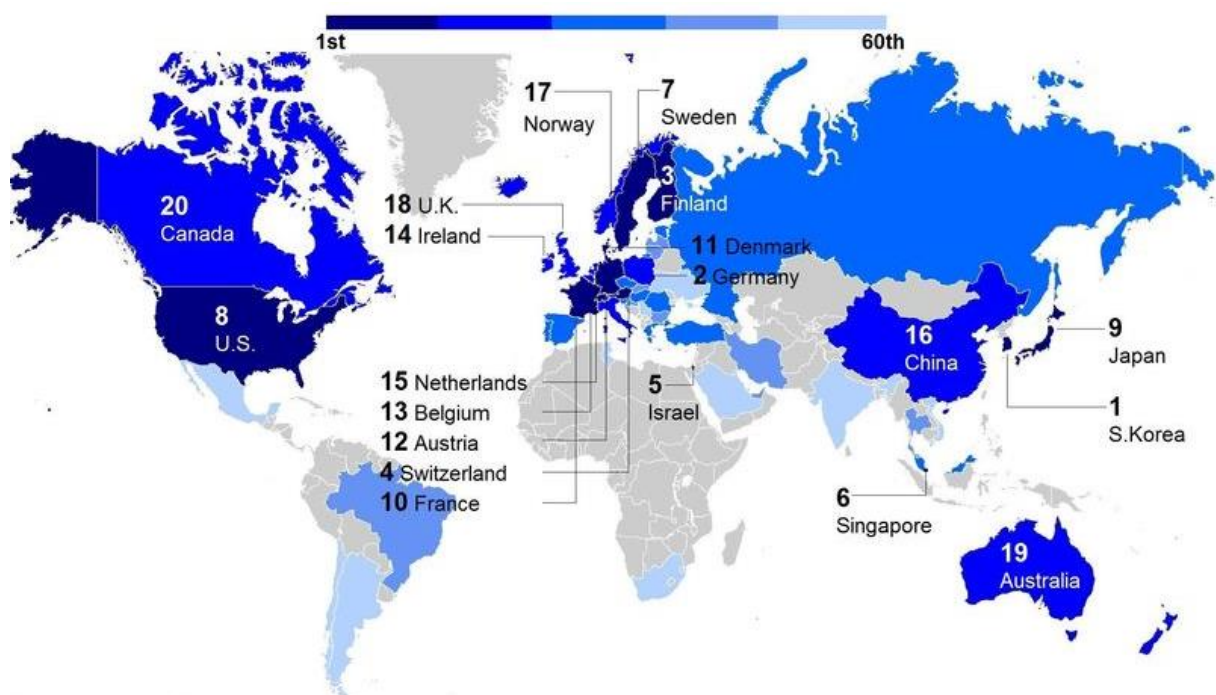 1st
60th
17
Norway
7
Sweden
3
Finland
20
Canada
18 U.K.
14 Ireland
11 Denmark
2 Germany
8
U.S.
16
China
9
Japan
15 Netherlands
13 Belgium
12 Austria
4 Switzerland
10 France
5
Israel
1
S.Korea
6
Singapore
19
Australia